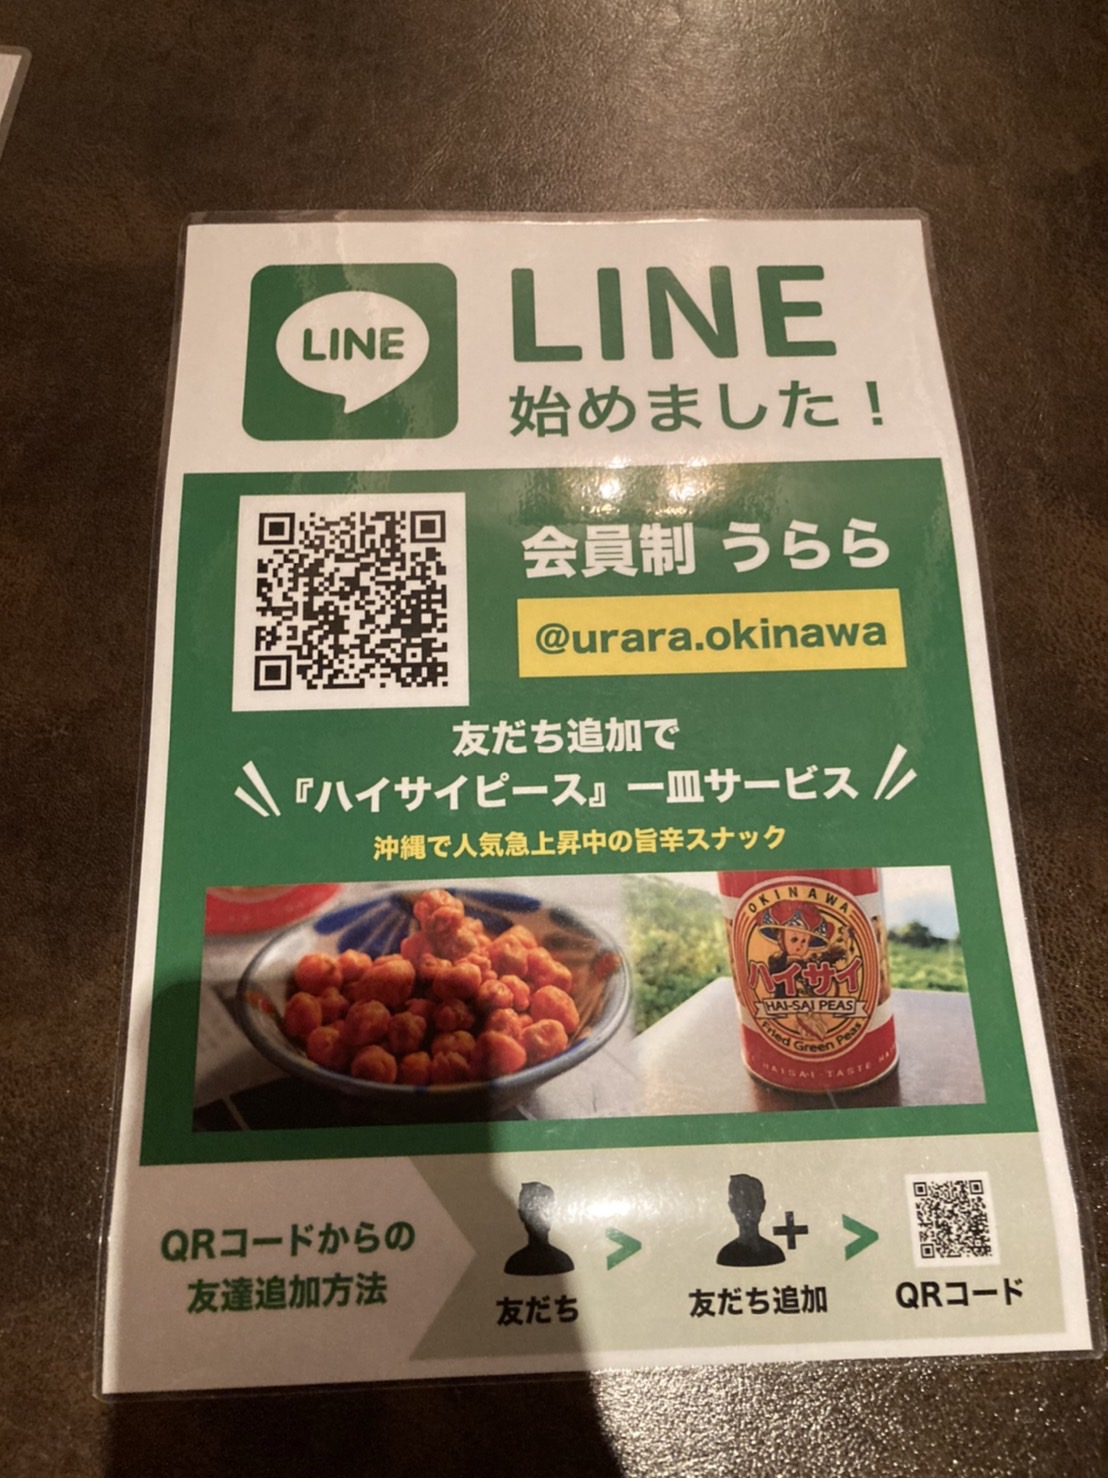 LINE
LINE
始めました！
会員制 うらら
@urara.okinawa
友だち追加で
『ハイサイピース』一皿サービス
沖縄で人気急上昇中の旨辛スナック
OKINAWA
ハイサイ
HAI-SAI PEAS
Fried Green Peas
HAISAI TASTE
QRコードからの
友達追加方法
友だち
>
友だち追加
>
QRコード